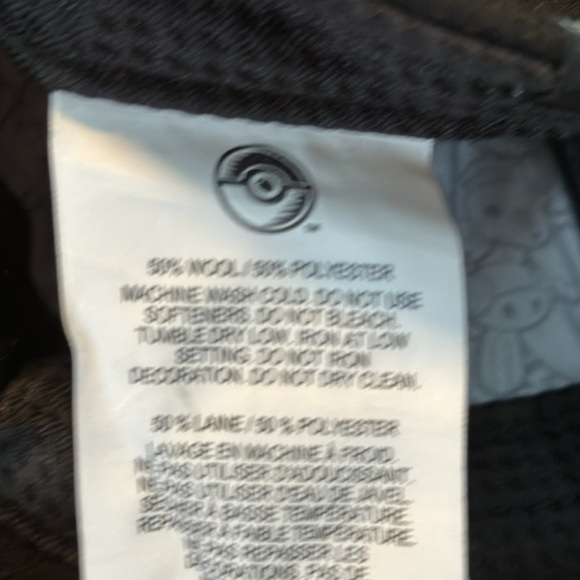 50% WOOL / 50% POLYESTER
MACHINE WASH COLD. DO NOT USE
SOFTENERS. DO NOT BLEACH.
TUMBLE DRY LOW. IRON AT LOW
SETTING. DO NOT IRON
DECORATION. DO NOT DRY CLEAN.
50 % LAINE / 50 % POLYESTER
LAVAGE EN MACHINE À FROID.
NE PAS UTILISER D'ADOUCISSANT.
NE PAS UTILISER D'EAU DE JAVEL.
SÉCHER À BASSE TEMPÉRATURE.
REPASSER À FAIBLE TEMPÉRATURE.
NE PAS REPASSER LES
DÉCORATIONS. PAS DE